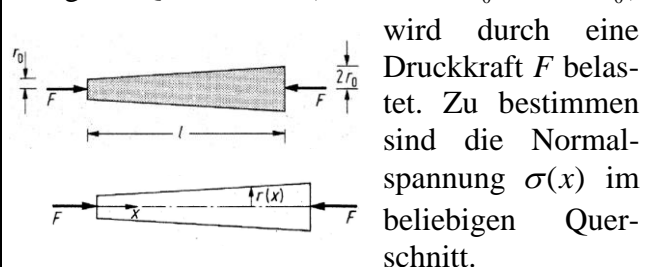 wird durch eine
Druckkraft F belas-
tet. Zu bestimmen
sind die Normal-
spannung σ(x) im
beliebigen Quer-
schnitt.
r₀
2r₀
F
F
l
r(x)
F
x
F